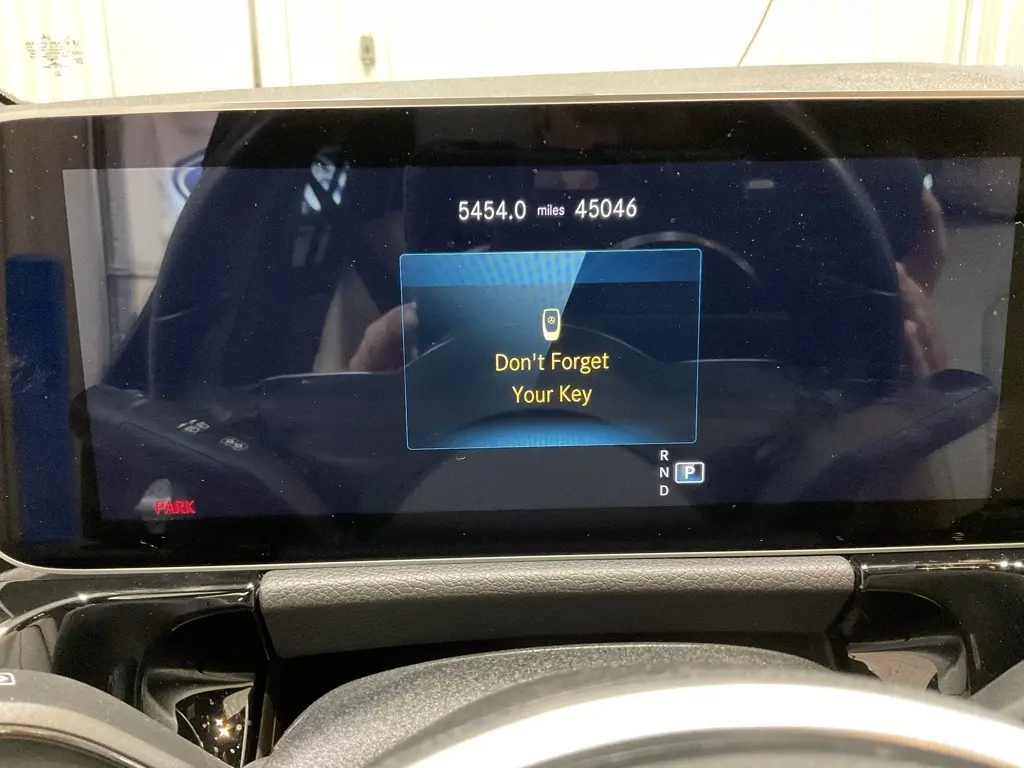 5454.0 miles 45046
Don't Forget
Your Key
R
N P
D
PARK